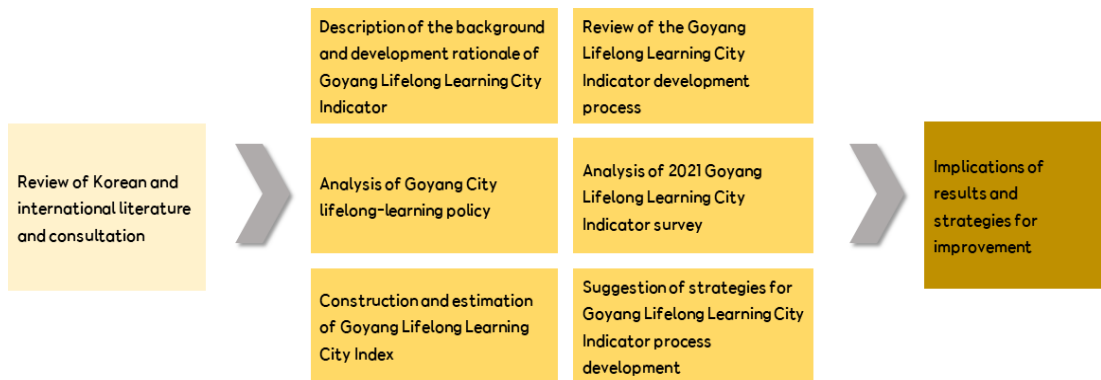 Review of Korean and
international literature
and consultation
Description of the background
and development rationale of
Goyang Lifelong Learning City
Indicator
Review of the Goyang
Lifelong Learning City
Indicator development
process
Analysis of Goyang City
lifelong-learning policy
Analysis of 2021 Goyang
Lifelong Learning City
Indicator survey
Construction and estimation
of Goyang Lifelong Learning
City Index
Suggestion of strategies for
Goyang Lifelong Learning City
Indicator process
development
Implications of
results and
strategies for
improvement